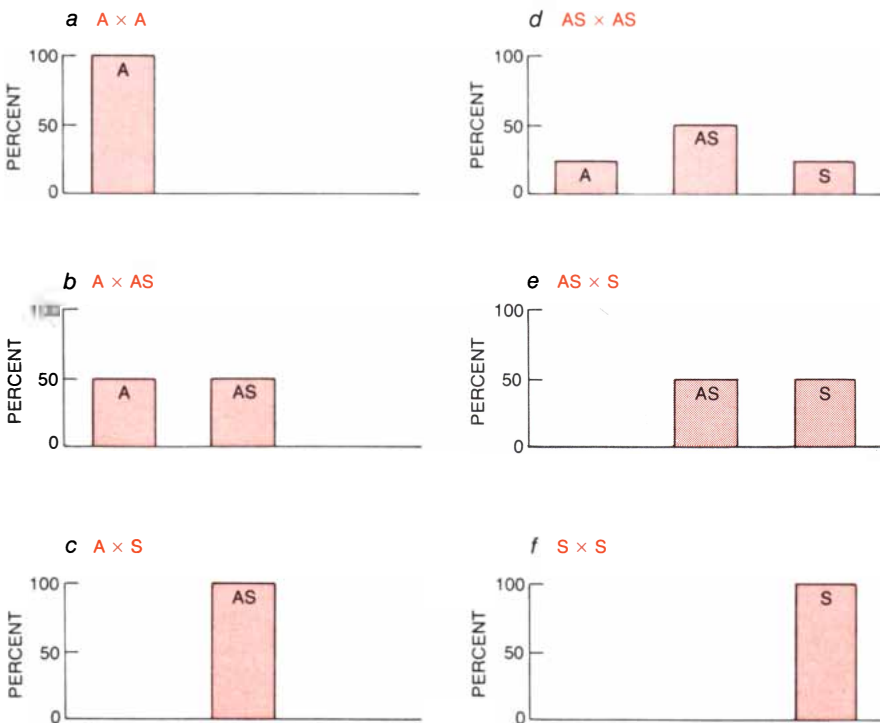 a A × A
100
50
0
PERCENT
A
b A × AS
50
0
PERCENT
A
AS
c A × S
100
50
0
PERCENT
AS
d AS × AS
100
50
0
PERCENT
A
AS
S
e AS × S
100
50
0
PERCENT
AS
S
f S × S
100
50
0
PERCENT
S